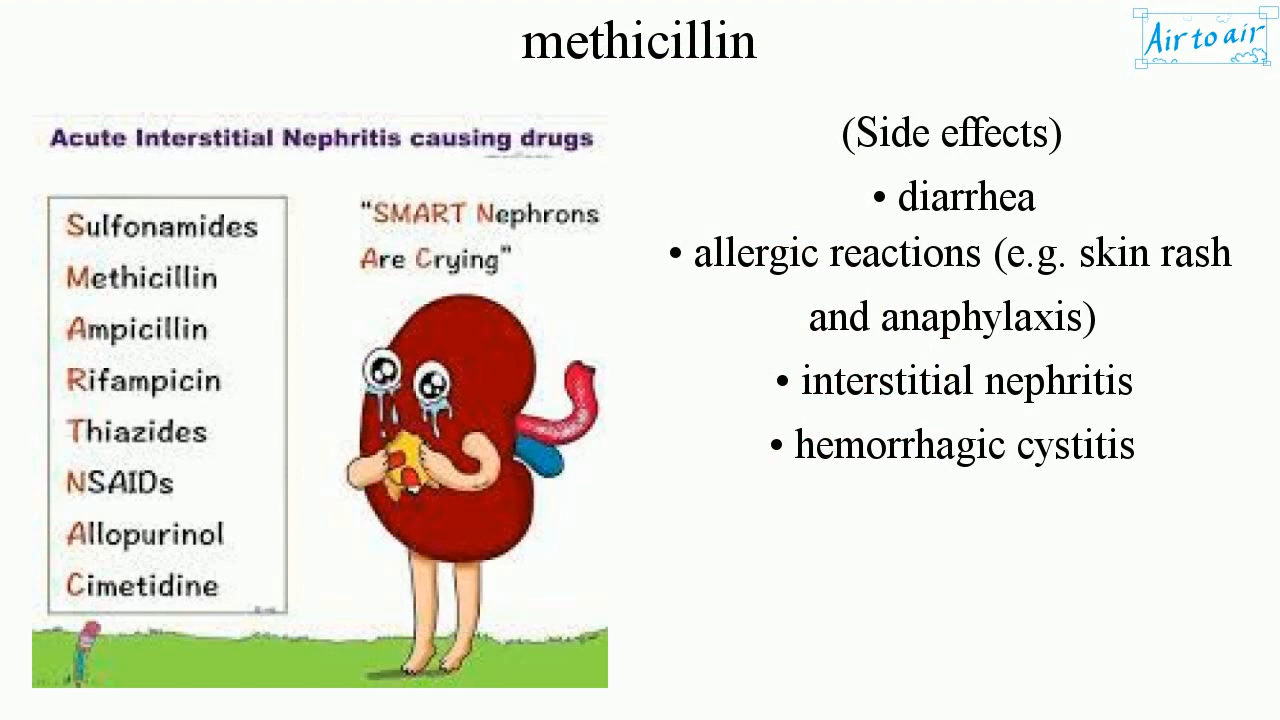 methicillin
Air to air
Acute Interstitial Nephritis causing drugs
Sulfonamides
Methicillin
Ampicillin
Rifampicin
Thiazides
NSAIDs
Allopurinol
Cimetidine
"SMART Nephrons
Are Crying"
(Side effects)
• diarrhea
• allergic reactions (e.g. skin rash
and anaphylaxis)
• interstitial nephritis
• hemorrhagic cystitis